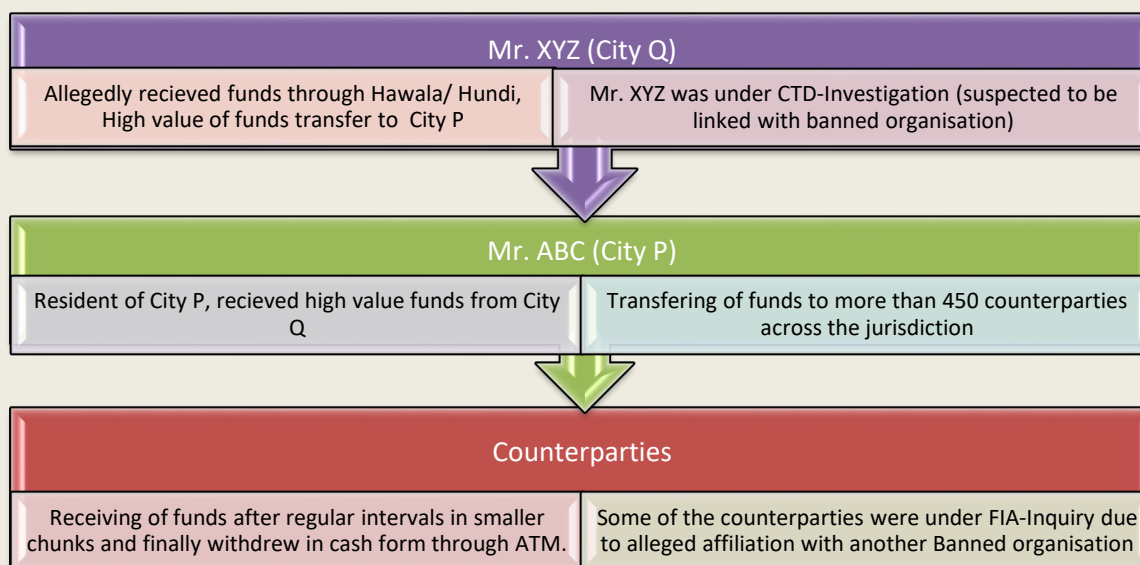 Mr. XYZ (City Q)
Allegedly recieved funds through Hawala/ Hundi,
High value of funds transfer to City P
Mr. XYZ was under CTD-Investigation (suspected to be
linked with banned organisation)
Mr. ABC (City P)
Resident of City P, recieved high value funds from City
Q
Transfering of funds to more than 450 counterparties
across the jurisdiction
Counterparties
Receiving of funds after regular intervals in smaller
chunks and finally withdrew in cash form through ATM.
Some of the counterparties were under FIA-Inquiry due
to alleged affiliation with another Banned organisation